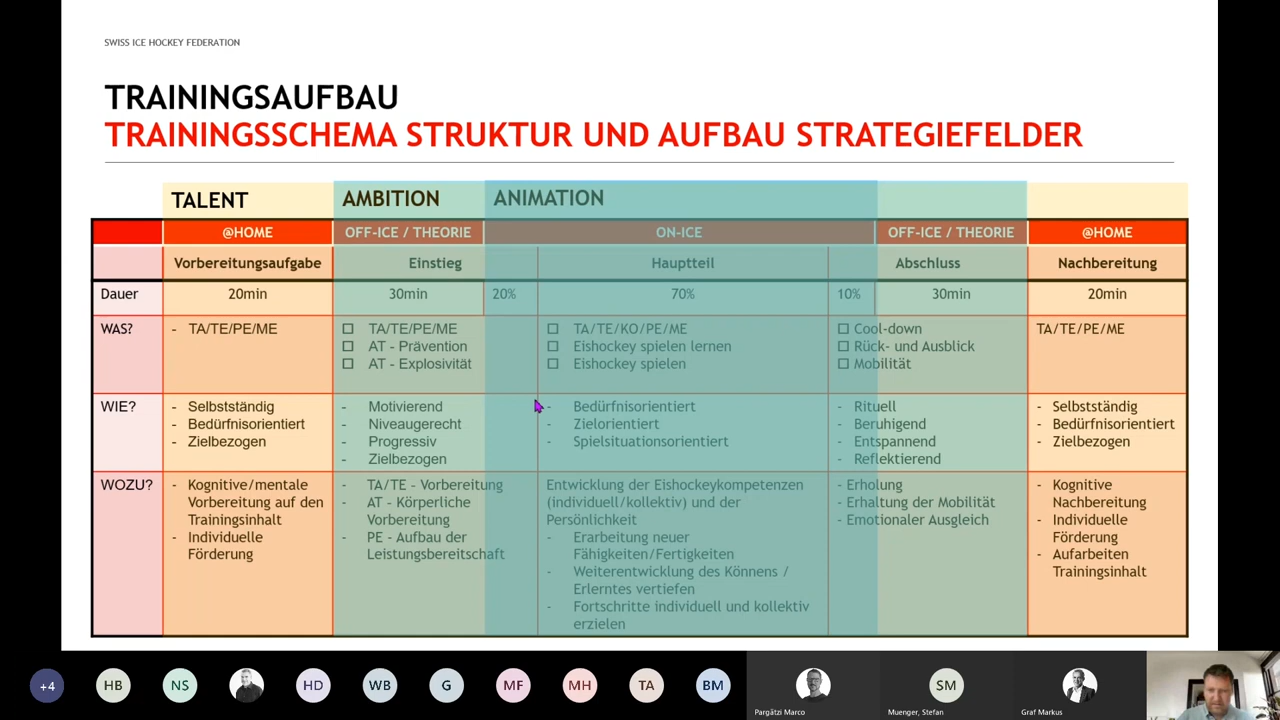 SWISS ICE HOCKEY FEDERATION
TRAININGSAUFBAU
TRAININGSSCHEMA STRUKTUR UND AUFBAU STRATEGIEFELDER
TALENT AMBITION ANIMATION
@HOME OFF-ICE / THEORIE ON-ICE OFF-ICE / THEORIE @HOME
Vorbereitungsaufgabe Einstieg Hauptteil Abschluss Nachbereitung
Dauer 20min 30min 20% 70% 10% 30min 20min
WAS?
- TA/TE/PE/ME
☐ TA/TE/PE/ME
☐ AT - Prävention
☐ AT - Explosivität
☐ TA/TE/KO/PE/ME
☐ Eishockey spielen lernen
☐ Eishockey spielen
☐ Cool-down
☐ Rück- und Ausblick
☐ Mobilität
TA/TE/PE/ME
WIE?
- Selbstständig
- Bedürfnisorientiert
- Zielbezogen
- Motivierend
- Niveaugerecht
- Progressiv
- Zielbezogen
- Bedürfnisorientiert
- Zielorientiert
- Spielsituationsorientiert
- Rituell
- Beruhigend
- Entspannend
- Reflektierend
- Selbstständig
- Bedürfnisorientiert
- Zielbezogen
WOZU?
- Kognitive/mentale
Vorbereitung auf den
Trainingsinhalt
- Individuelle
Förderung
- TA/TE - Vorbereitung
- AT - Körperliche
Vorbereitung
- PE - Aufbau der
Leistungsbereitschaft
Entwicklung der Eishockeykompetenzen
(individuell/kollektiv) und der
Persönlichkeit
- Erarbeitung neuer
Fähigkeiten/Fertigkeiten
- Weiterentwicklung des Könnens /
Erlerntes vertiefen
- Fortschritte individuell und kollektiv
erzielen
- Erholung
- Erhaltung der Mobilität
- Emotionaler Ausgleich
- Kognitive
Nachbereitung
- Individuelle
Förderung
- Aufarbeiten
Trainingsinhalt
+4 HB NS HD WB G MF MH TA BM SM
Pargätzi Marco Muenger, Stefan Graf Markus